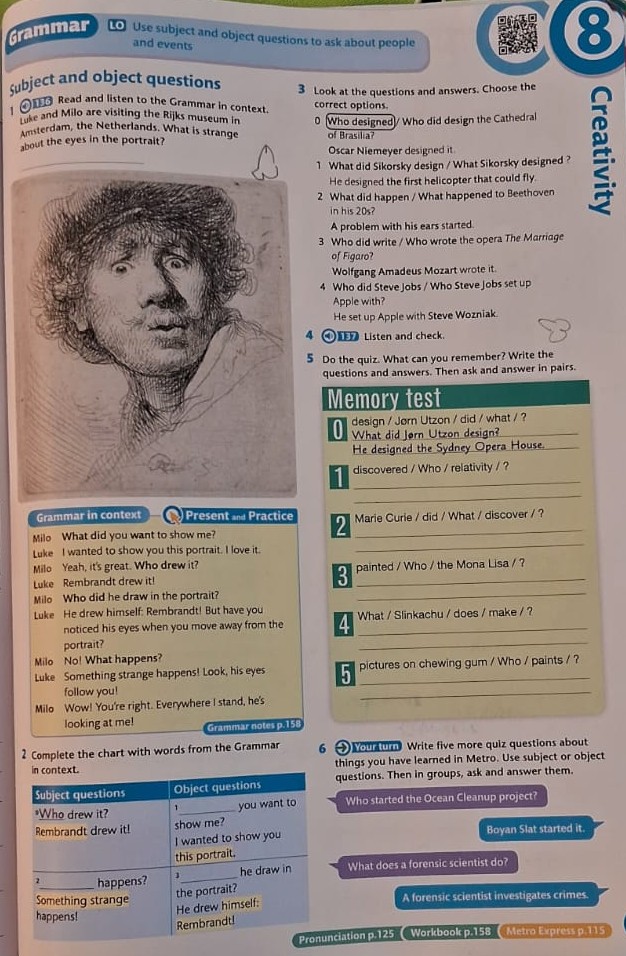 Grammar
LO Use subject and object questions to ask about people
and events
8
Creativity
Subject and object questions
1 136 Read and listen to the Grammar in context.
Luke and Milo are visiting the Rijks museum in
Amsterdam, the Netherlands. What is strange
about the eyes in the portrait?
Grammar in context
Present and Practice
Milo What did you want to show me?
Luke I wanted to show you this portrait. I love it.
Milo Yeah, it's great. Who drew it?
Luke Rembrandt drew it!
Milo Who did he draw in the portrait?
Luke He drew himself: Rembrandt! But have you
noticed his eyes when you move away from the
portrait?
Milo No! What happens?
Luke Something strange happens! Look, his eyes
follow you!
Milo Wow! You're right. Everywhere I stand, he's
looking at me!
Grammar notes p.158
2 Complete the chart with words from the Grammar
in context.
Subject questions
Object questions
0 Who drew it?
Rembrandt drew it!
1 ________ you want to
show me?
I wanted to show you
this portrait.
2 ________ happens?
Something strange
happens!
3 ________ he draw in
the portrait?
He drew himself:
Rembrandt!
3 Look at the questions and answers. Choose the
correct options.
0 Who designed / Who did design the Cathedral
of Brasilia?
Oscar Niemeyer designed it.
1 What did Sikorsky design / What Sikorsky designed ?
He designed the first helicopter that could fly.
2 What did happen / What happened to Beethoven
in his 20s?
A problem with his ears started.
3 Who did write / Who wrote the opera The Marriage
of Figaro?
Wolfgang Amadeus Mozart wrote it.
4 Who did Steve Jobs / Who Steve Jobs set up
Apple with?
He set up Apple with Steve Wozniak.
4 137 Listen and check.
5 Do the quiz. What can you remember? Write the
questions and answers. Then ask and answer in pairs.
Memory test
0 design / Jørn Utzon / did / what / ?
What did Jørn Utzon design?
He designed the Sydney Opera House.
1 discovered / Who / relativity / ?
2 Marie Curie / did / What / discover / ?
3 painted / Who / the Mona Lisa / ?
4 What / Slinkachu / does / make / ?
5 pictures on chewing gum / Who / paints / ?
6 Your turn Write five more quiz questions about
things you have learned in Metro. Use subject or object
questions. Then in groups, ask and answer them.
Who started the Ocean Cleanup project?
Boyan Slat started it.
What does a forensic scientist do?
A forensic scientist investigates crimes.
Pronunciation p.125
Workbook p.158
Metro Express p.115